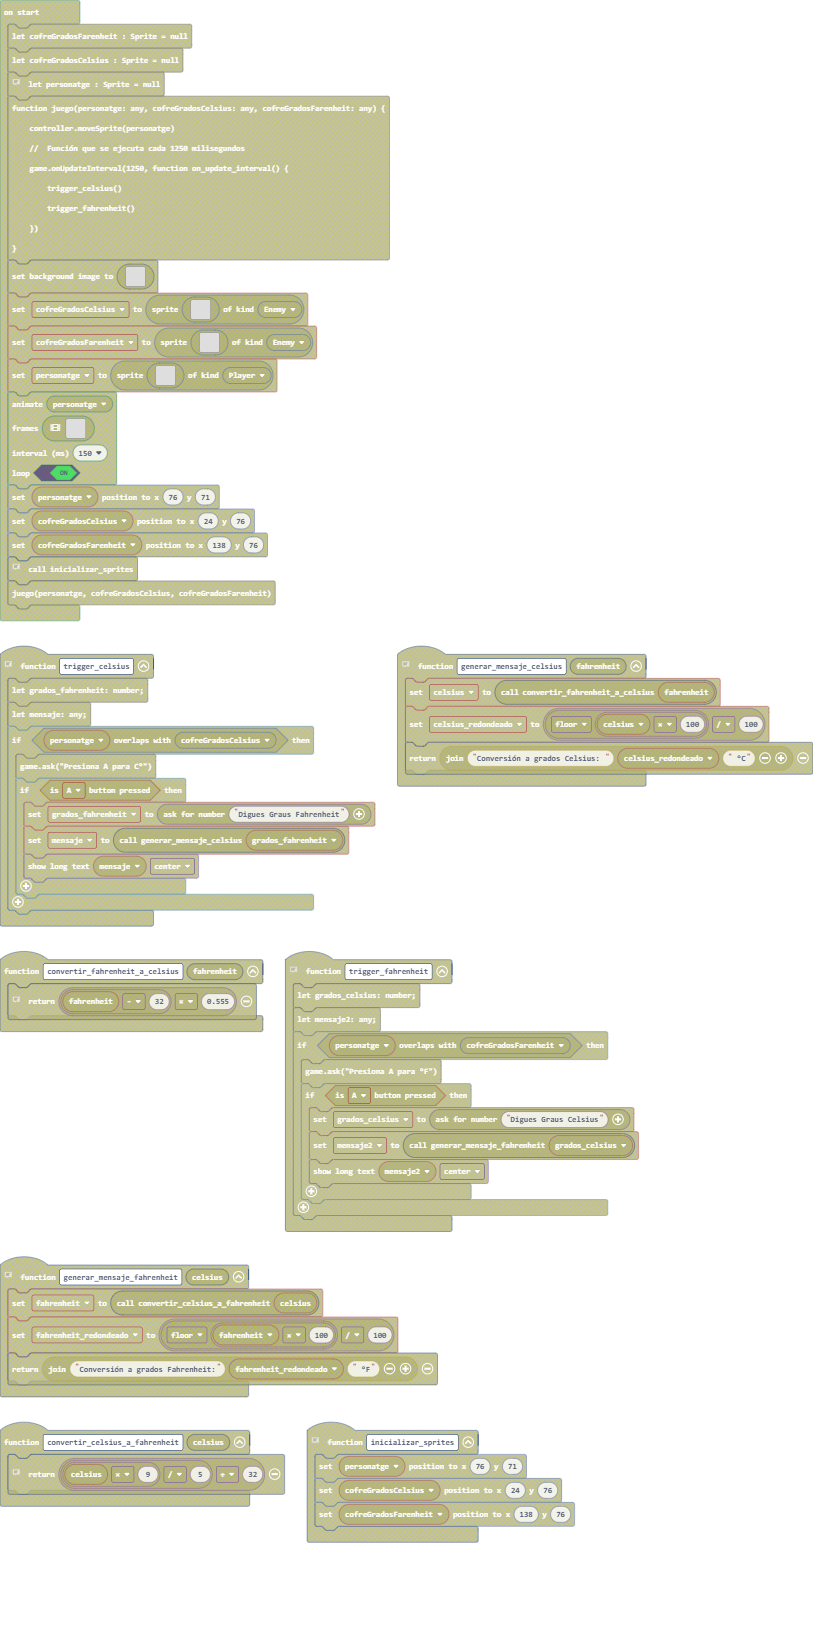 on start
let cofreGradosFarenheit : Sprite = null
let cofreGradosCelsius : Sprite = null
let personatge : Sprite = null
function juego(personatge: any, cofreGradosCelsius: any, cofreGradosFarenheit: any) {
controller.moveSprite(personatge)
// Función que se ejecuta cada 1250 milisegundos
game.onUpdateInterval(1250, function on_update_interval() {
trigger_celsius()
trigger_fahrenheit()
})
}
set background image to
set cofreGradosCelsius to sprite of kind Enemy
set cofreGradosFarenheit to sprite of kind Enemy
set personatge to sprite of kind Player
animate personatge
frames
interval (ms) 150
loop ON
set personatge position to x 76 y 71
set cofreGradosCelsius position to x 24 y 76
set cofreGradosFarenheit position to x 138 y 76
call inicializar_sprites
juego(personatge, cofreGradosCelsius, cofreGradosFarenheit)
function trigger_celsius
let grados_fahrenheit: number;
let mensaje: any;
if personatge overlaps with cofreGradosCelsius then
game.ask("Presiona A para Cº")
if is A button pressed then
set grados_fahrenheit to ask for number "Digues Graus Fahrenheit"
set mensaje to call generar_mensaje_celsius grados_fahrenheit
show long text mensaje center
function generar_mensaje_celsius fahrenheit
set celsius to call convertir_fahrenheit_a_celsius fahrenheit
set celsius_redondeado to floor celsius × 100 / 100
return join "Conversión a grados Celsius: " celsius_redondeado " ºC"
function convertir_fahrenheit_a_celsius fahrenheit
return fahrenheit - 32 × 0.555
function trigger_fahrenheit
let grados_celsius: number;
let mensaje2: any;
if personatge overlaps with cofreGradosFarenheit then
game.ask("Presiona A para ºF")
if is A button pressed then
set grados_celsius to ask for number "Digues Graus Celsius"
set mensaje2 to call generar_mensaje_fahrenheit grados_celsius
show long text mensaje2 center
function generar_mensaje_fahrenheit celsius
set fahrenheit to call convertir_celsius_a_fahrenheit celsius
set fahrenheit_redondeado to floor fahrenheit × 100 / 100
return join "Conversión a grados Fahrenheit:" fahrenheit_redondeado " ºF"
function convertir_celsius_a_fahrenheit celsius
return celsius × 9 / 5 + 32
function inicializar_sprites
set personatge position to x 76 y 71
set cofreGradosCelsius position to x 24 y 76
set cofreGradosFarenheit position to x 138 y 76